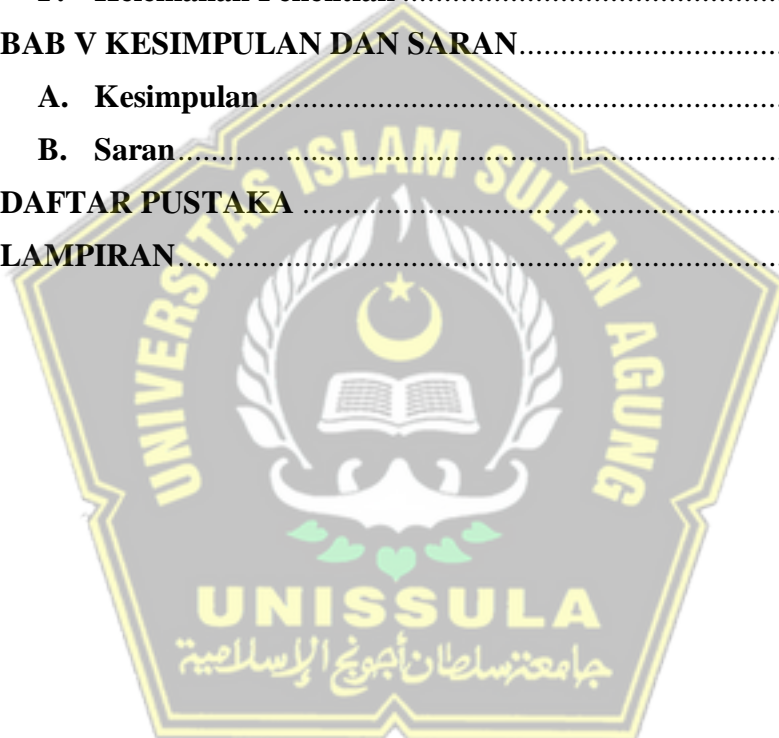 BAB V KESIMPULAN DAN SARAN
A. Kesimpulan
B. Saran
DAFTAR PUSTAKA
LAMPIRAN
UNIVERSITAS ISLAM SULTAN AGUNG
UNISSULA
جامعة سلطان أجونج الإسلامية